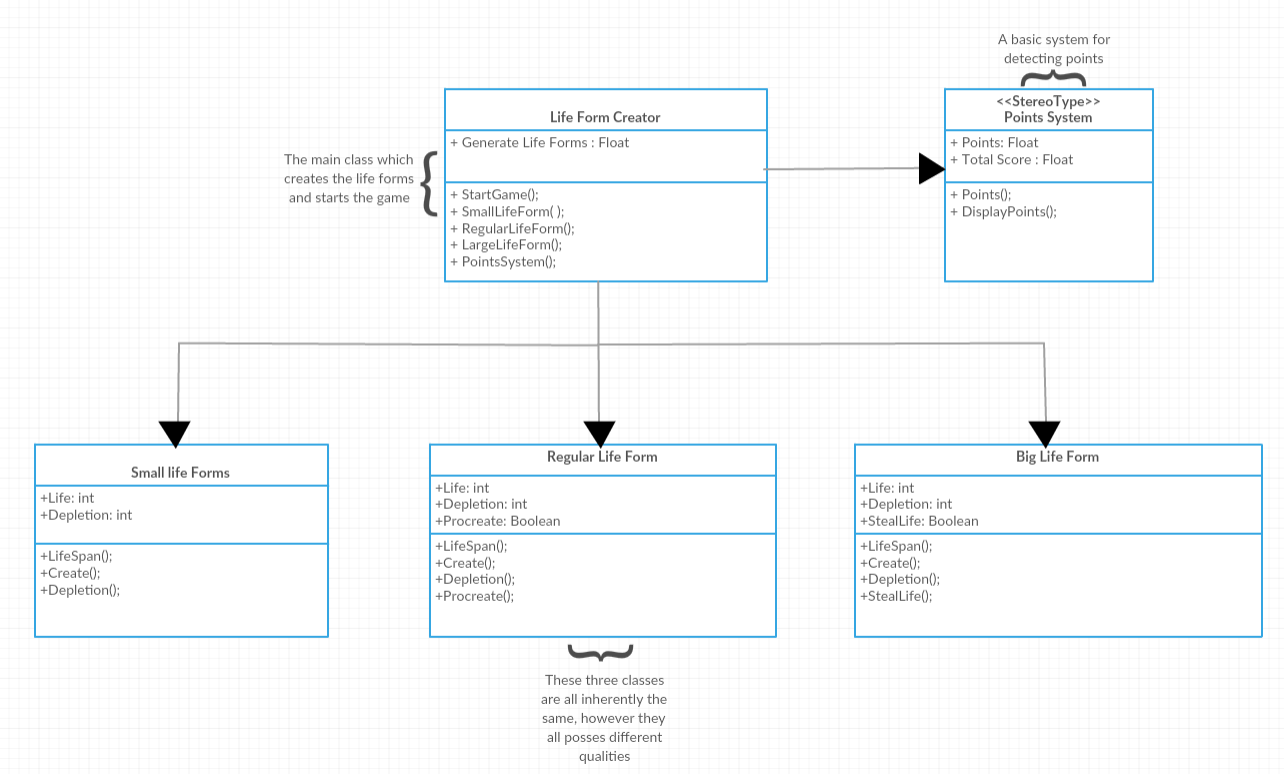 A basic system for
detecting points
<<StereoType>>
Points System
+ Points: Float
+ Total Score : Float
+ Points();
+ DisplayPoints();
Life Form Creator
+ Generate Life Forms : Float
+ StartGame();
+ SmallLifeForm( );
+ RegularLifeForm();
+ LargeLifeForm();
+ PointsSystem();
The main class which
creates the life forms
and starts the game
Small life Forms
+Life: int
+Depletion: int
+LifeSpan();
+Create();
+Depletion();
Regular Life Form
+Life: int
+Depletion: int
+Procreate: Boolean
+LifeSpan();
+Create();
+Depletion();
+Procreate();
Big Life Form
+Life: int
+Depletion: int
+StealLife: Boolean
+LifeSpan();
+Create();
+Depletion();
+StealLife();
These three classes
are all inherently the
same, however they
all posses different
qualities